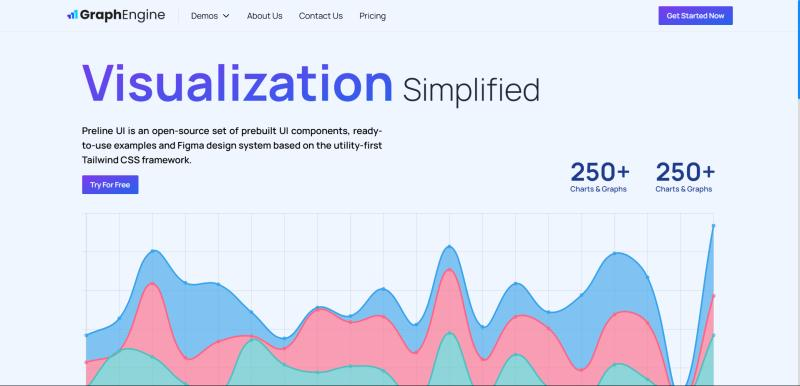 GraphEngine Demos About Us Contact Us Pricing Get Started Now
Visualization Simplified
Preline UI is an open-source set of prebuilt UI components, ready-
to-use examples and Figma design system based on the utility-first
Tailwind CSS framework.
Try For Free
250+ 250+
Charts & Graphs Charts & Graphs